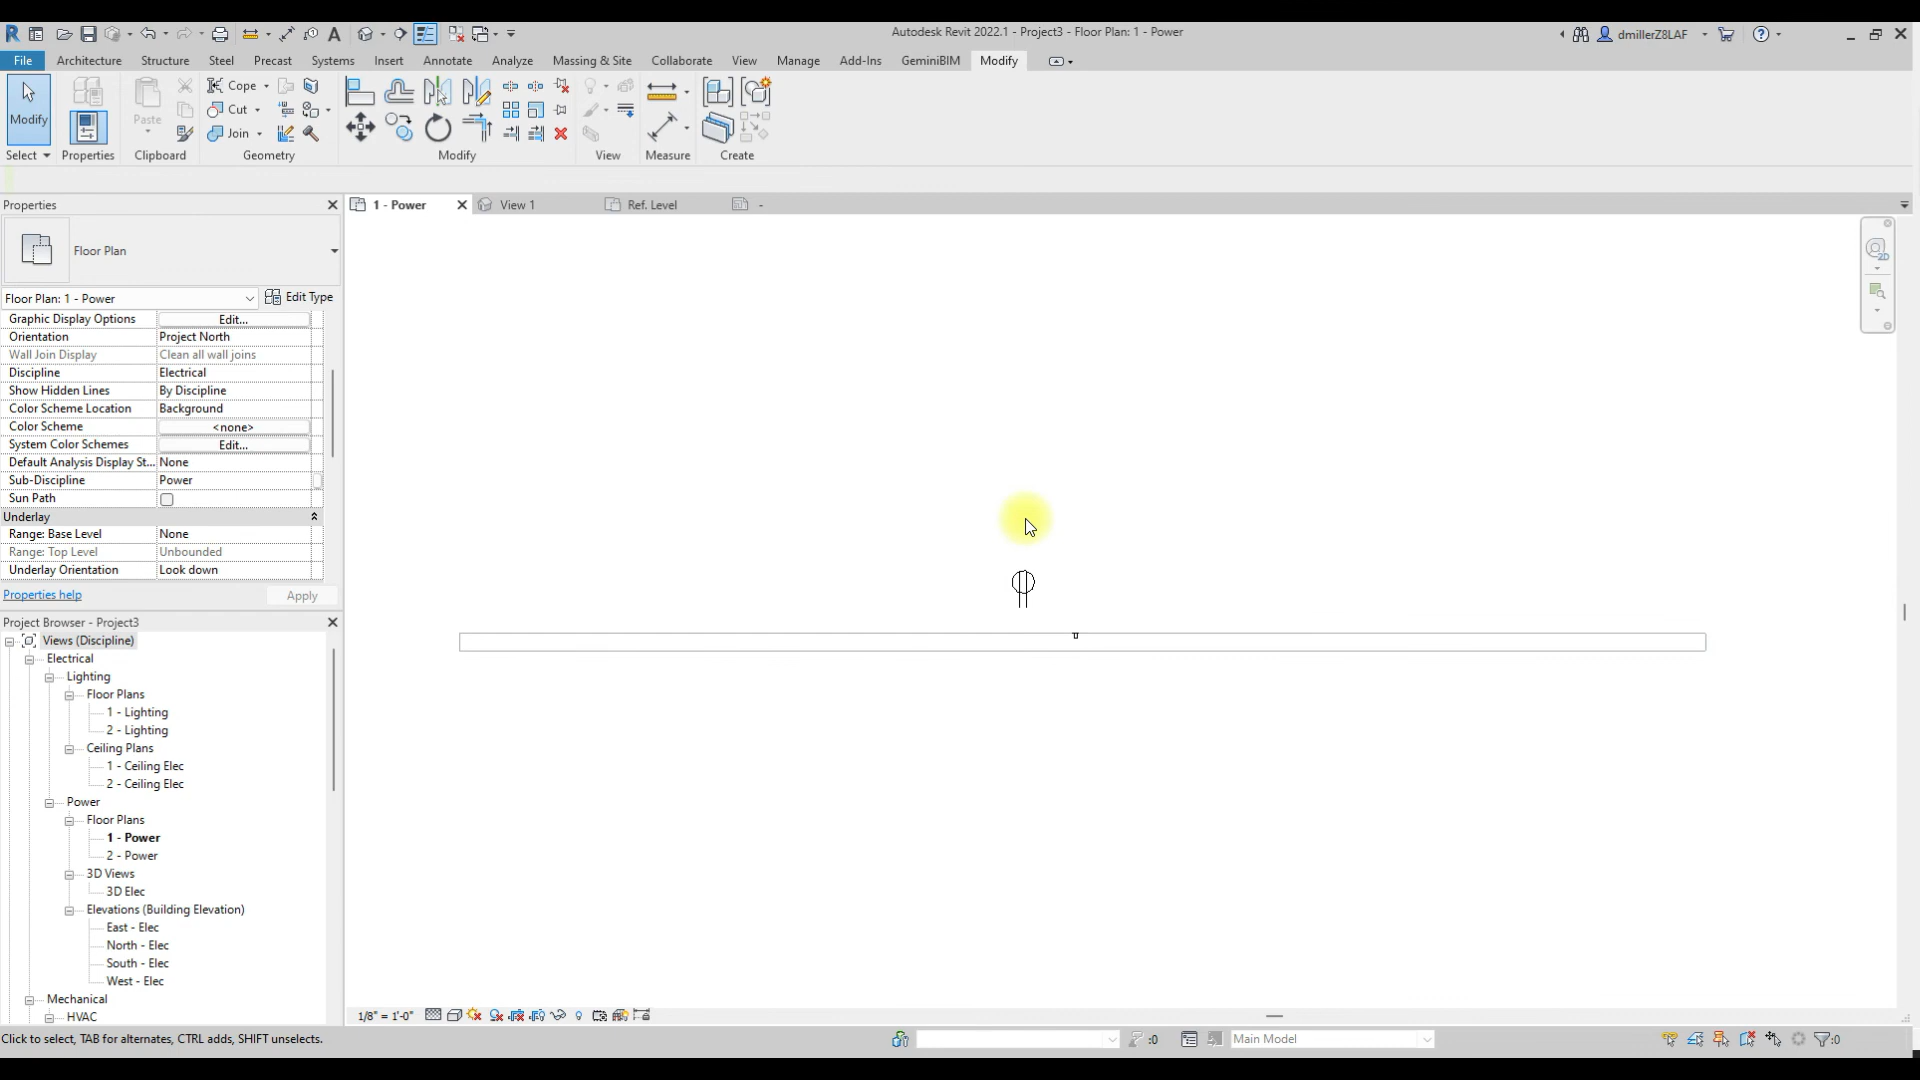 Autodesk Revit 2022.1 - Project3 - Floor Plan: 1 - Power
dmillerZ8LAF
File Architecture Structure Steel Precast Systems Insert Annotate Analyze Massing & Site Collaborate View Manage Add-Ins GeminiBIM Modify
Modify Paste Cope Cut Join
Select Properties Clipboard Geometry Modify View Measure Create
Properties
1 - Power View 1 Ref. Level -
2D
Floor Plan
Floor Plan: 1 - Power Edit Type
Graphic Display Options Edit...
Orientation Project North
Wall Join Display Clean all wall joins
Discipline Electrical
Show Hidden Lines By Discipline
Color Scheme Location Background
Color Scheme <none>
System Color Schemes Edit...
Default Analysis Display St... None
Sub-Discipline Power
Sun Path
Underlay
Range: Base Level None
Range: Top Level Unbounded
Underlay Orientation Look down
Properties help Apply
Project Browser - Project3
Views (Discipline)
Electrical
Lighting
Floor Plans
1 - Lighting
2 - Lighting
Ceiling Plans
1 - Ceiling Elec
2 - Ceiling Elec
Power
Floor Plans
1 - Power
2 - Power
3D Views
3D Elec
Elevations (Building Elevation)
East - Elec
North - Elec
South - Elec
West - Elec
Mechanical
HVAC
1/8" = 1'-0"
Click to select, TAB for alternates, CTRL adds, SHIFT unselects.
:0 Main Model :0